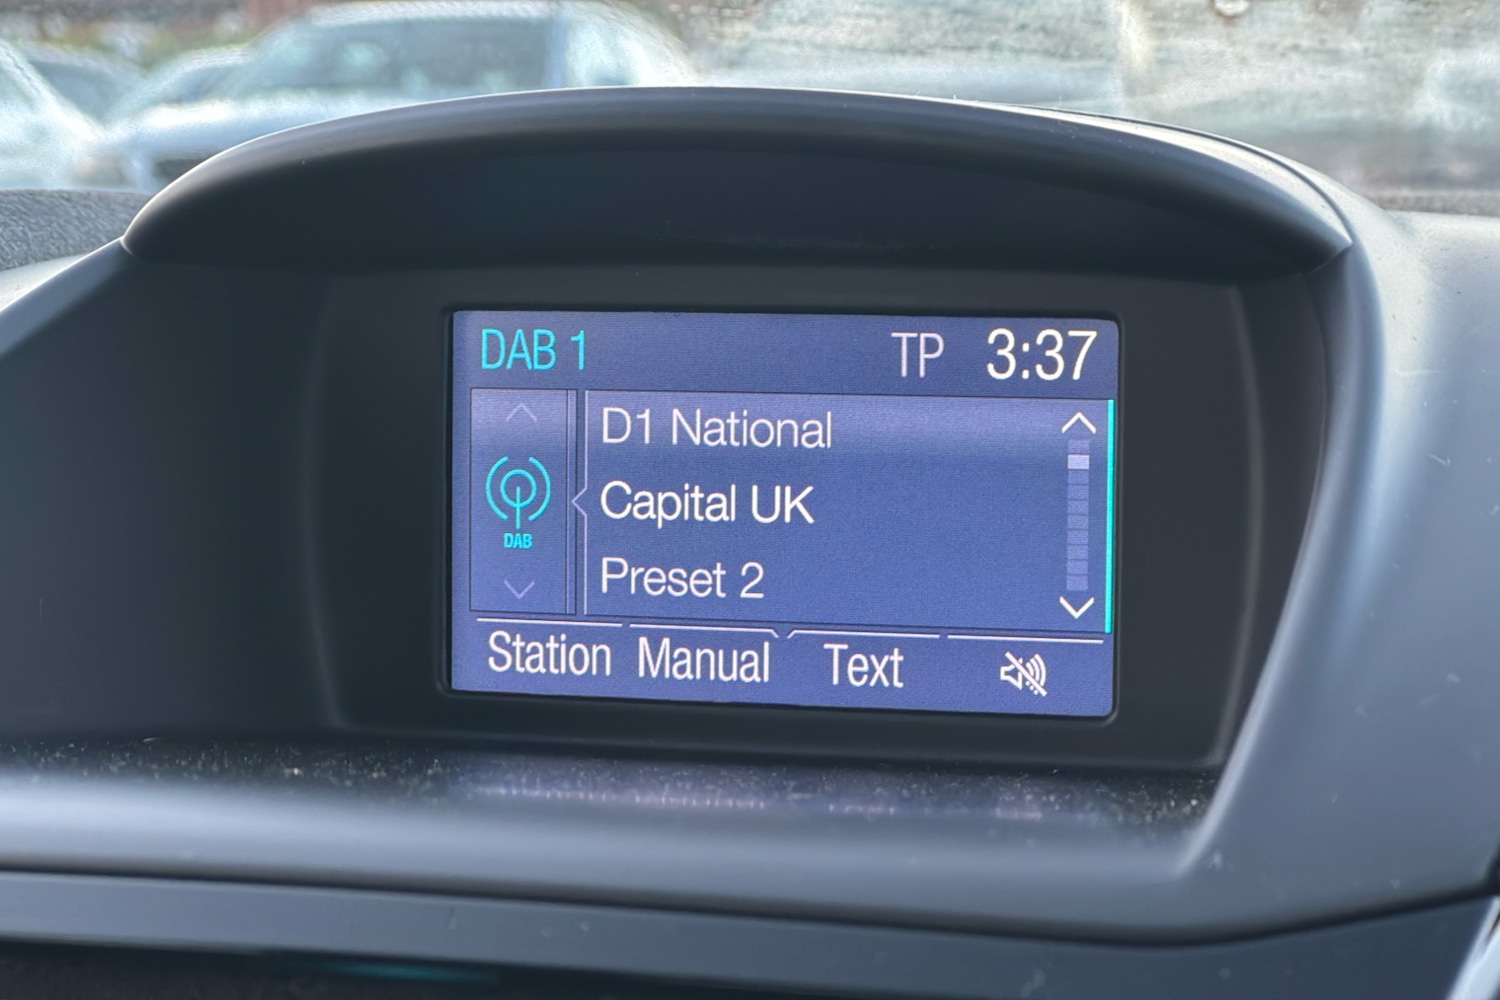 DAB 1 TP 3:37
D1 National
Capital UK
DAB
Preset 2
Station Manual Text